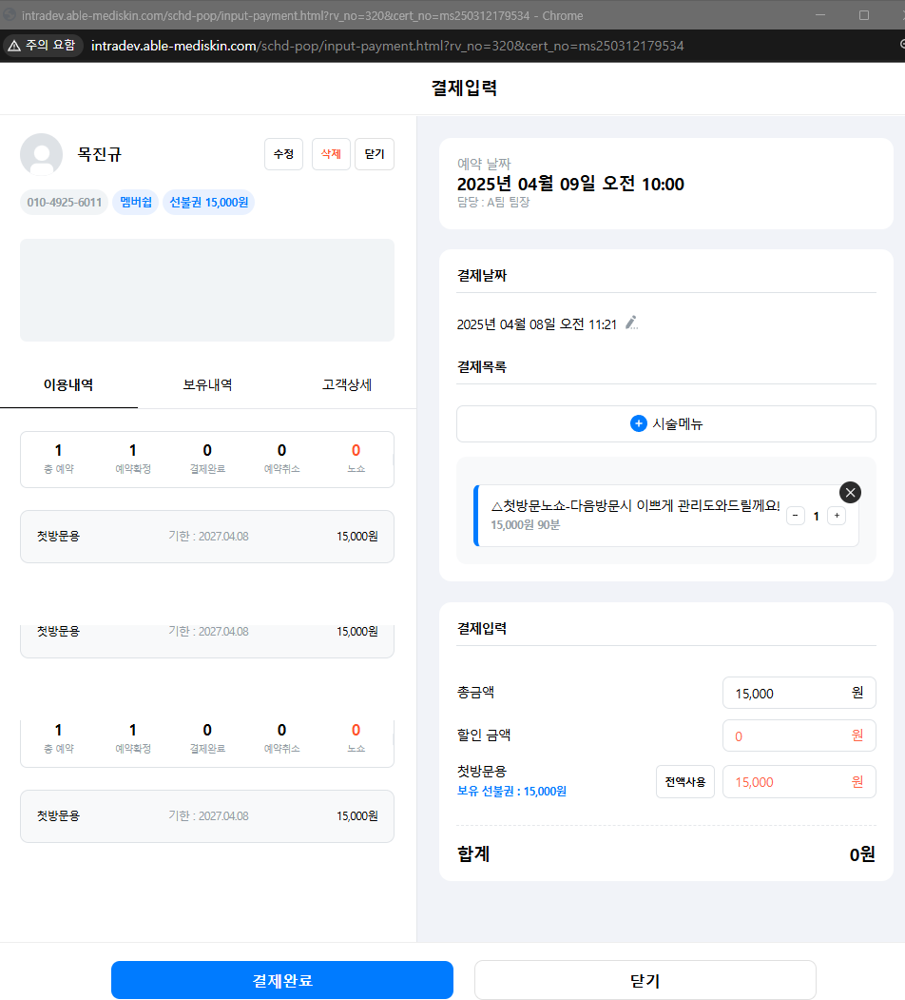 intradev.able-mediskin.com/schd-pop/input-payment.html?rv_no=320&cert_no=ms250312179534 - Chrome
주의 요함 intradev.able-mediskin.com/schd-pop/input-payment.html?rv_no=320&cert_no=ms250312179534
결제입력
목진규 수정 삭제 닫기
010-4925-6011 멤버쉽 선불권 15,000원
이용내역 보유내역 고객상세
1 1 0 0 0
총 예약 예약확정 결제완료 예약취소 노쇼
첫방문용 기한 : 2027.04.08 15,000원
첫방문용 기한 : 2027.04.08 15,000원
1 1 0 0 0
총 예약 예약확정 결제완료 예약취소 노쇼
첫방문용 기한 : 2027.04.08 15,000원
예약 날짜
2025년 04월 09일 오전 10:00
담당 : A팀 팀장
결제날짜
2025년 04월 08일 오전 11:21
결제목록
시술메뉴
△첫방문노쇼-다음방문시 이쁘게 관리도와드릴께요!
15,000원 90분
- 1 +
결제입력
총금액 15,000 원
할인 금액 0 원
첫방문용
보유 선불권 : 15,000원 전액사용 15,000 원
합계 0원
결제완료 닫기